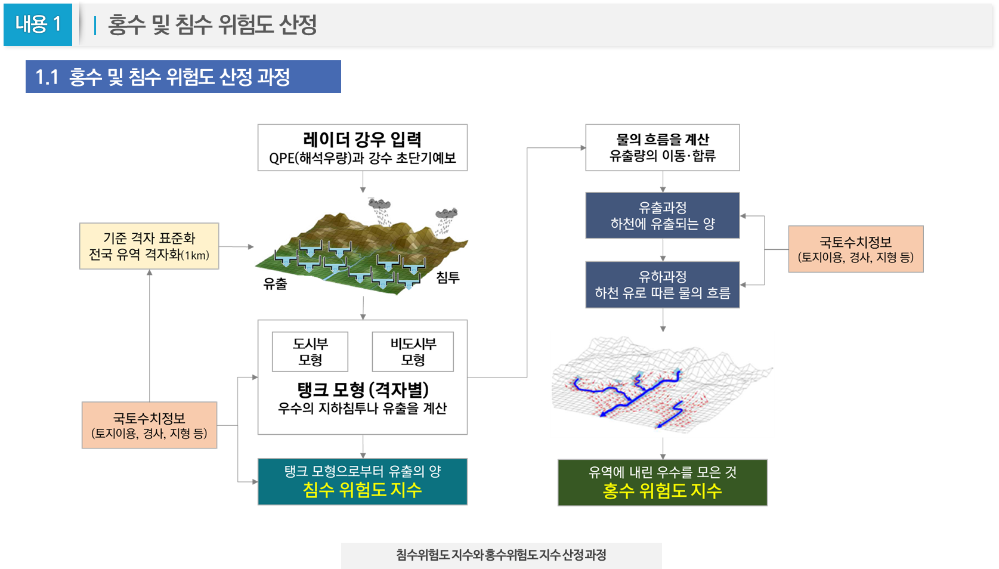 내용 1
홍수 및 침수 위험도 산정
1.1 홍수 및 침수 위험도 산정 과정
레이더 강우 입력
QPE(해석우량)과 강수 초단기예보
기준 격자 표준화
전국 유역 격자화(1km)
유출
침투
도시부
모형
비도시부
모형
탱크 모형 (격자별)
우수의 지하침투나 유출을 계산
국토수치정보
(토지이용, 경사, 지형 등)
탱크 모형으로부터 유출의 양
침수 위험도 지수
물의 흐름을 계산
유출량의 이동·합류
유출과정
하천에 유출되는 양
유하과정
하천 유로 따른 물의 흐름
국토수치정보
(토지이용, 경사, 지형 등)
유역에 내린 우수를 모은 것
홍수 위험도 지수
침수위험도 지수와 홍수위험도 지수 산정 과정